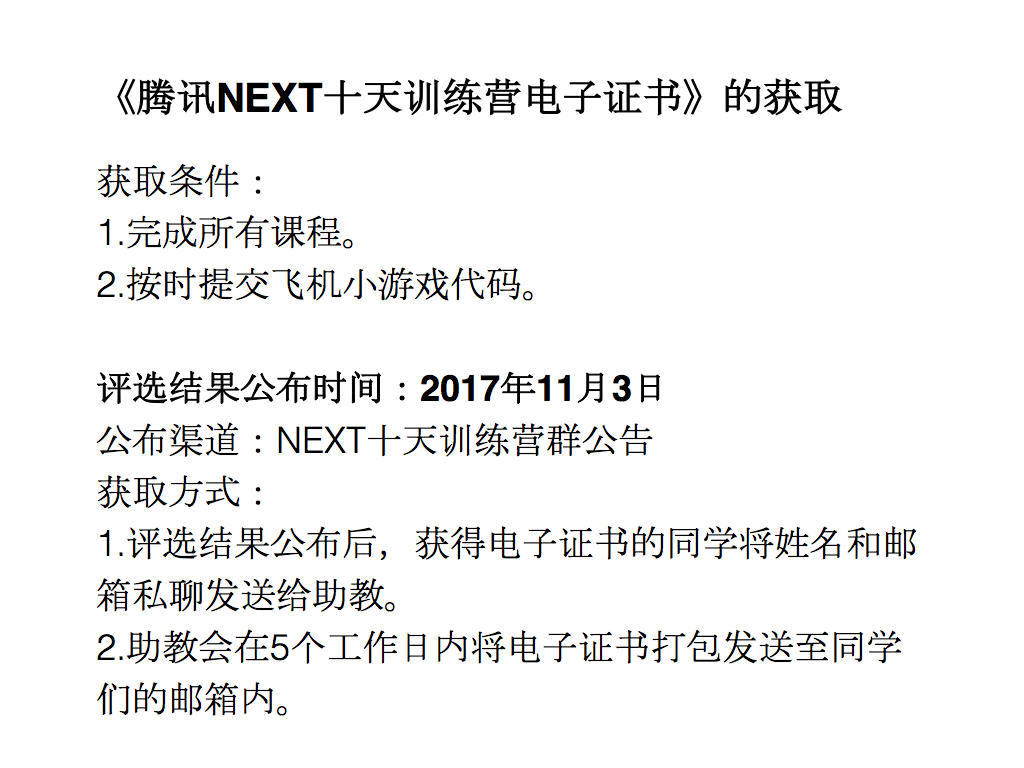 《腾讯NEXT十天训练营电子证书》的获取
获取条件：
1.完成所有课程。
2.按时提交飞机小游戏代码。
评选结果公布时间：2017年11月3日
公布渠道：NEXT十天训练营群公告
获取方式：
1.评选结果公布后，获得电子证书的同学将姓名和邮
箱私聊发送给助教。
2.助教会在5个工作日内将电子证书打包发送至同学
们的邮箱内。